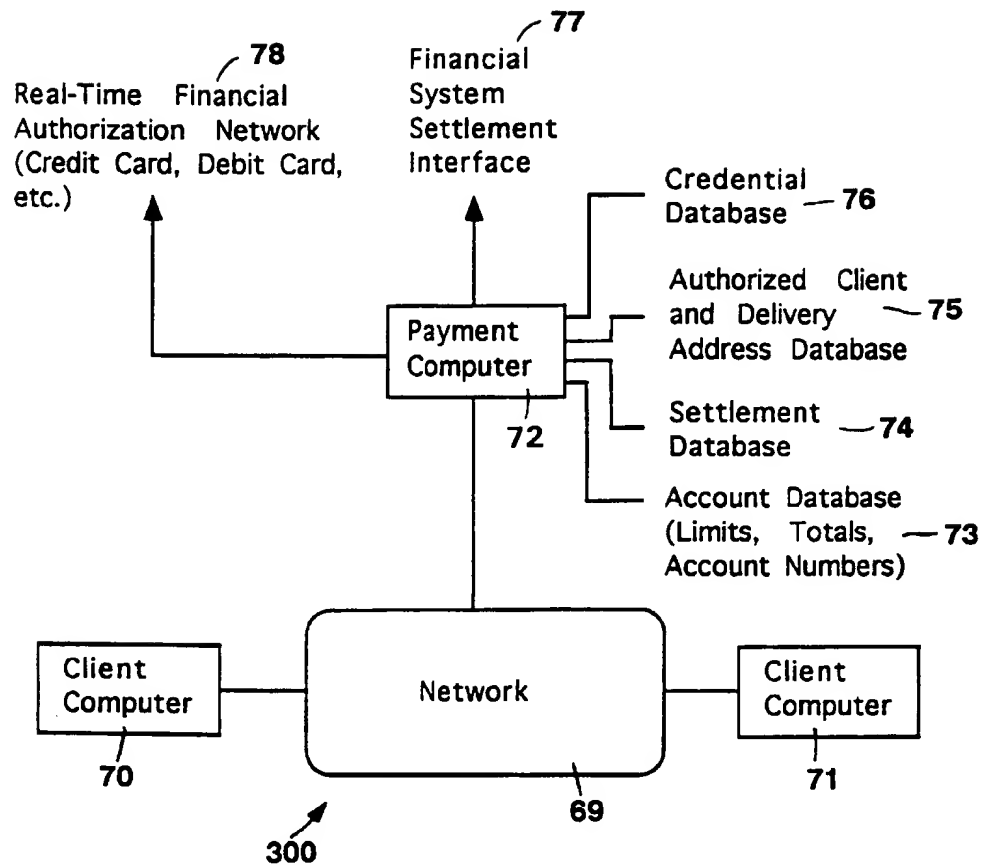 78
Real-Time Financial
Authorization Network
(Credit Card, Debit Card,
etc.)
77
Financial
System
Settlement
Interface
Credential
Database
76
Authorized Client
and Delivery
Address Database
75
Payment
Computer
72
Settlement
Database
74
Account Database
(Limits, Totals,
Account Numbers)
73
Client
Computer
70
Network
69
Client
Computer
71
300